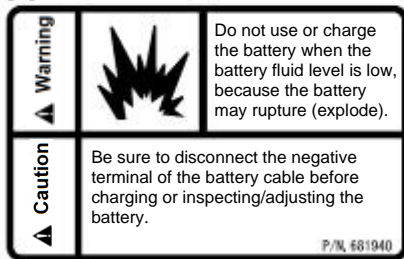 Warning
Do not use or charge
the battery when the
battery fluid level is low,
because the battery
may rupture (explode).
Caution
Be sure to disconnect the negative
terminal of the battery cable before
charging or inspecting/adjusting the
battery.
P/N, 681940